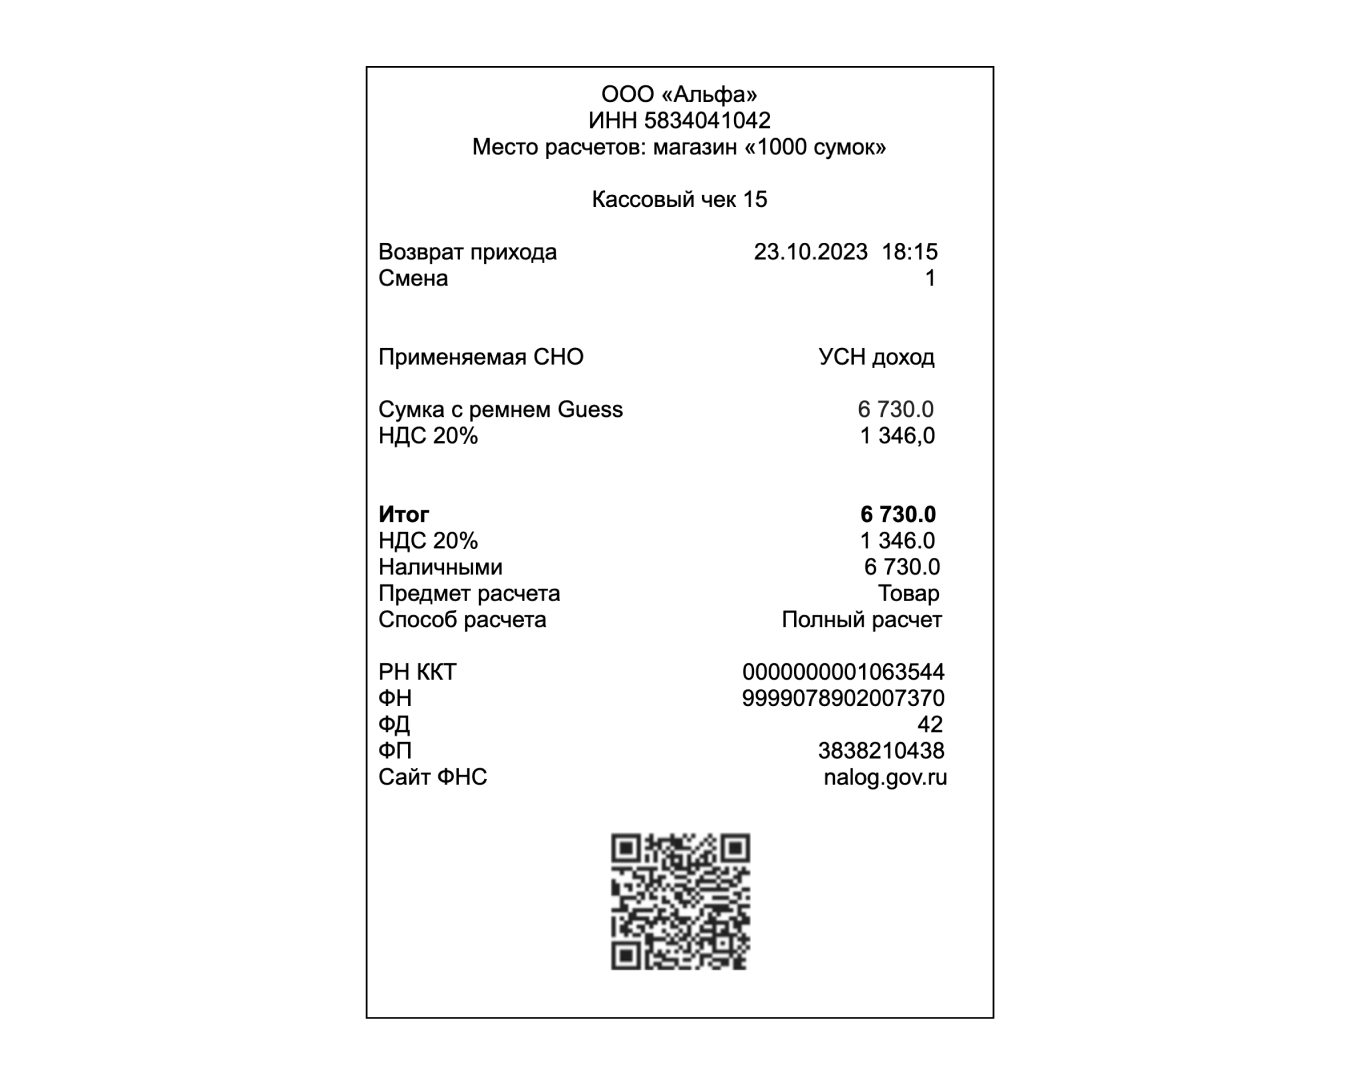 ООО «Альфа»
ИНН 5834041042
Место расчетов: магазин «1000 сумок»
Кассовый чек 15
Возврат прихода 23.10.2023 18:15
Смена 1
Применяемая СНО УСН доход
Сумка с ремнем Guess 6 730.0
НДС 20% 1 346,0
Итог 6 730.0
НДС 20% 1 346.0
Наличными 6 730.0
Предмет расчета Товар
Способ расчета Полный расчет
РН ККТ 0000000001063544
ФН 9999078902007370
ФД 42
ФП 3838210438
Сайт ФНС nalog.gov.ru